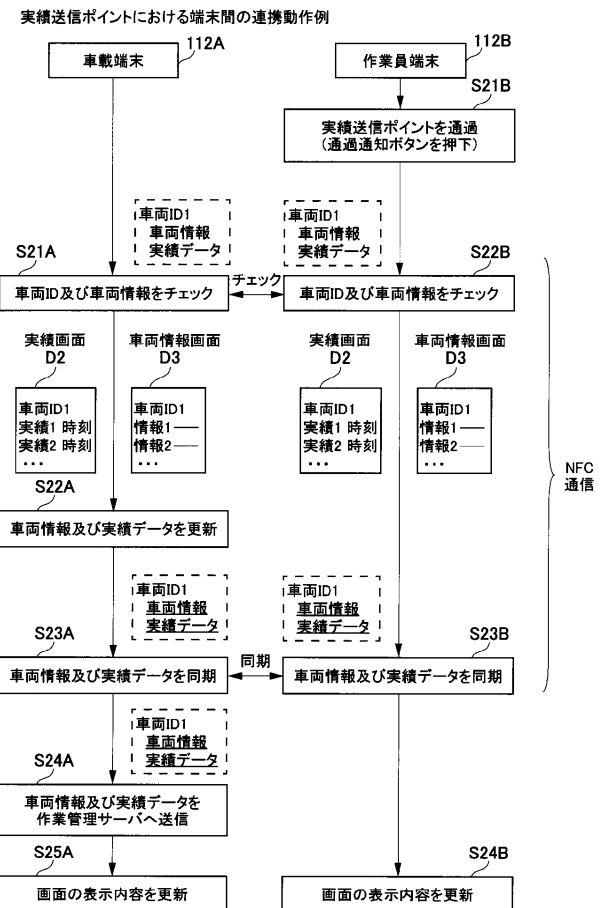 実績送信ポイントにおける端末間の連携動作例
112A
車載端末
112B
作業員端末
S21B
実績送信ポイントを通過
(通過通知ボタンを押下)
車両ID1
車両情報
実績データ
車両ID1
車両情報
実績データ
S21A
車両ID及び車両情報をチェック
チェック
S22B
車両ID及び車両情報をチェック
実績画面
D2
車両ID1
実績1 時刻
実績2 時刻
・・・
車両情報画面
D3
車両ID1
情報1
情報2
・・・
実績画面
D2
車両ID1
実績1 時刻
実績2 時刻
・・・
車両情報画面
D3
車両ID1
情報1
情報2
・・・
NFC
通信
S22A
車両情報及び実績データを更新
車両ID1
車両情報
実績データ
車両ID1
車両情報
実績データ
S23A
車両情報及び実績データを同期
同期
S23B
車両情報及び実績データを同期
車両ID1
車両情報
実績データ
S24A
車両情報及び実績データを
作業管理サーバへ送信
S25A
画面の表示内容を更新
S24B
画面の表示内容を更新